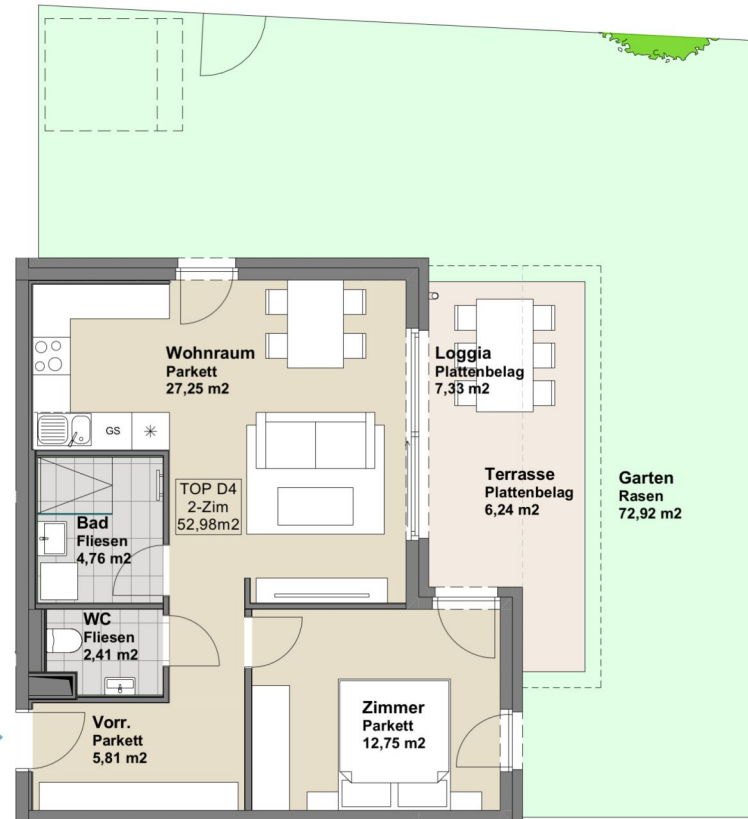 Wohnraum
Parkett
27,25 m2
Loggia
Plattenbelag
7,33 m2
GS
TOP D4
2-Zim
52,98m2
Terrasse
Plattenbelag
6,24 m2
Garten
Rasen
72,92 m2
Bad
Fliesen
4,76 m2
WC
Fliesen
2,41 m2
Vorr.
Parkett
5,81 m2
Zimmer
Parkett
12,75 m2